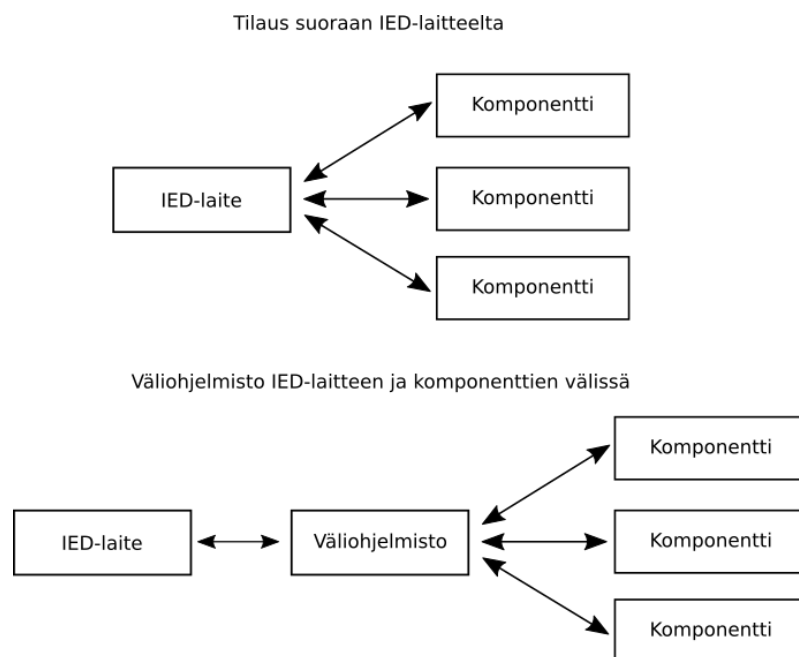 Tilaus suoraan IED-laitteelta
Komponentti
IED-laite
Komponentti
Komponentti
Väliohjelmisto IED-laitteen ja komponenttien välissä
Komponentti
IED-laite
Väliohjelmisto
Komponentti
Komponentti